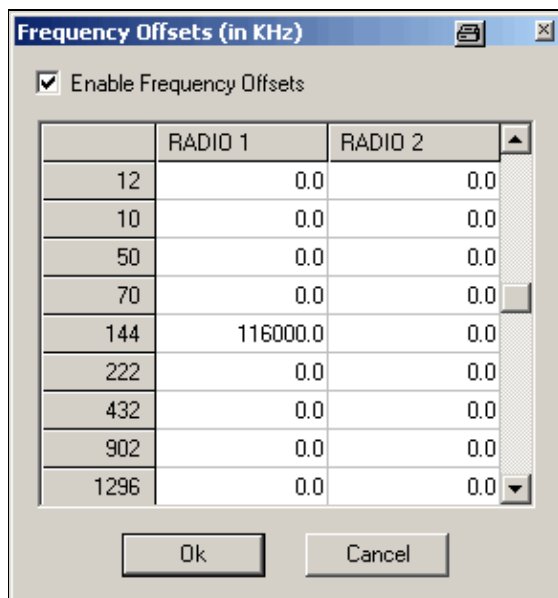 Frequency Offsets (in KHz)
Enable Frequency Offsets
RADIO 1 RADIO 2
12 0.0 0.0
10 0.0 0.0
50 0.0 0.0
70 0.0 0.0
144 116000.0 0.0
222 0.0 0.0
432 0.0 0.0
902 0.0 0.0
1296 0.0 0.0
Ok Cancel